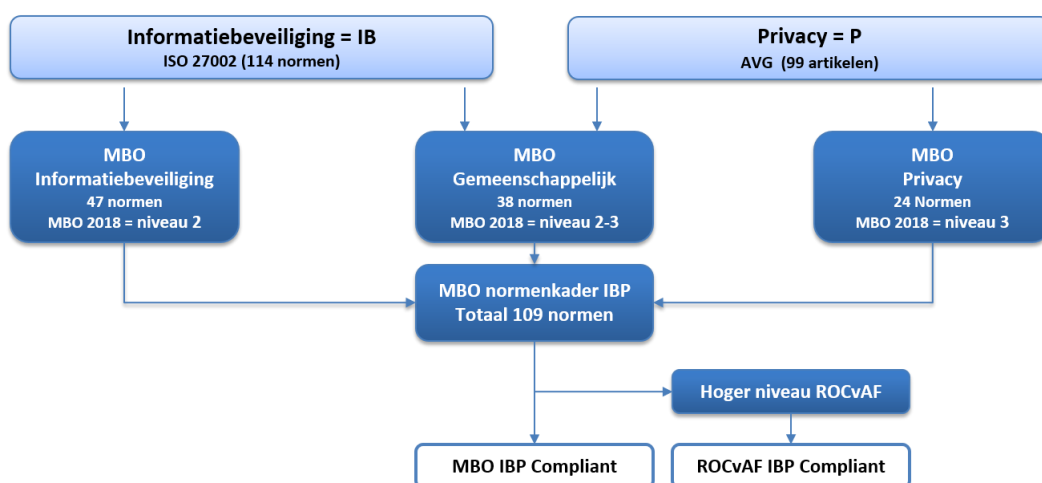 Informatiebeveiliging = IB
ISO 27002 (114 normen)
Privacy = P
AVG (99 artikelen)
MBO
Informatiebeveiliging
47 normen
MBO 2018 = niveau 2
MBO
Gemeenschappelijk
38 normen
MBO 2018 = niveau 2-3
MBO
Privacy
24 Normen
MBO 2018 = niveau 3
MBO normenkader IBP
Totaal 109 normen
Hoger niveau ROCvAF
MBO IBP Compliant
ROCvAF IBP Compliant